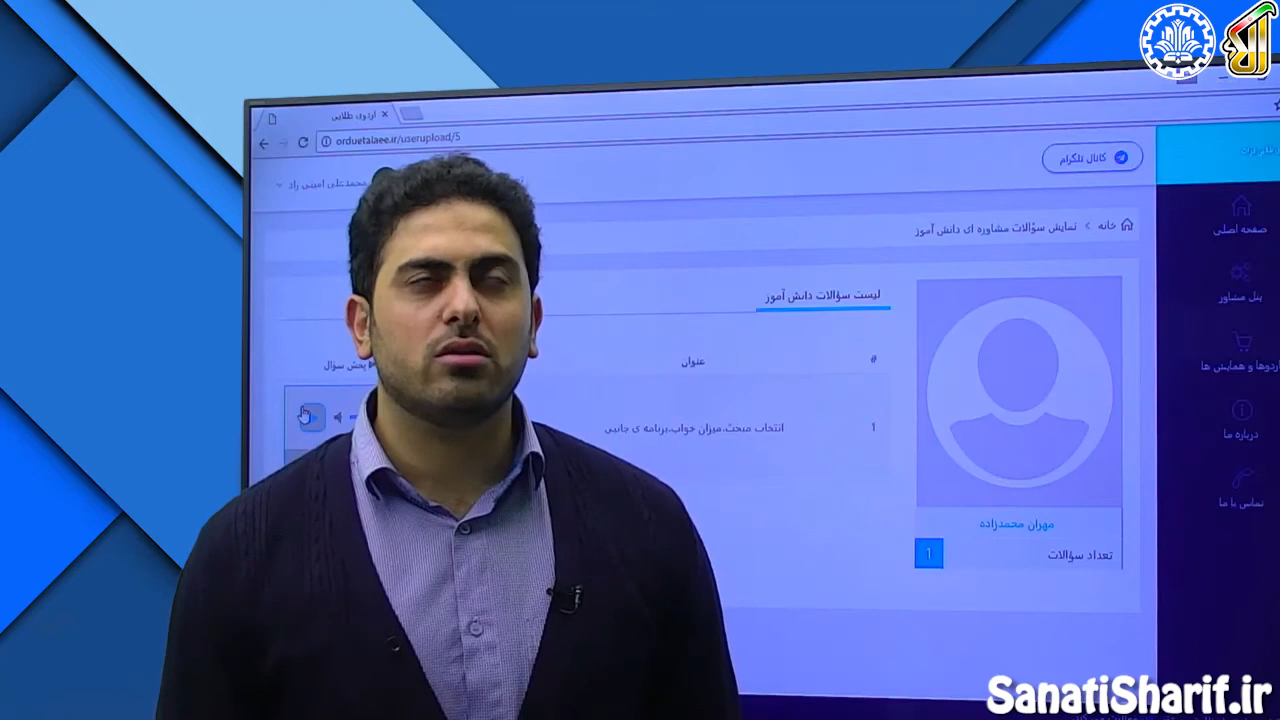 اردوی طلایی
orduetalaee.ir/userupload/5
کانال تلگرام
محمدعلی امینی راد
خانه > نمایش سؤالات مشاوره ای دانش آموز
صفحه اصلی
پنل مشاور
اردوها و همایش ها
درباره ما
تماس با ما
لیست سؤالات دانش آموز
# عنوان پخش سؤال
1 انتخاب مبحث،میزان خواب،برنامه ی جانبی
مهران محمدزاده
تعداد سؤالات 1
SanatiSharif.ir